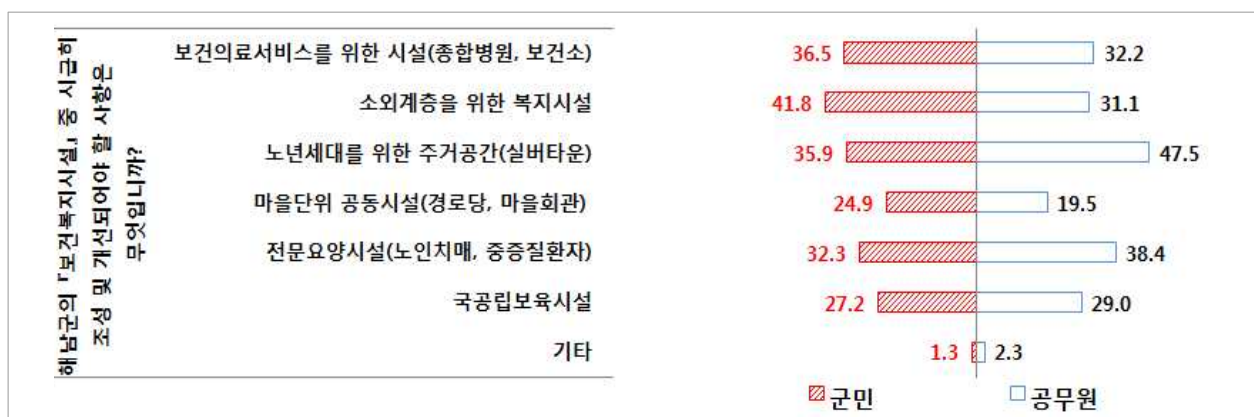 해남군의 『보건복지시설』 중 시급히
조성 및 개선되어야 할 사항은
무엇입니까?
보건의료서비스를 위한 시설(종합병원, 보건소)
36.5
32.2
소외계층을 위한 복지시설
41.8
31.1
노년세대를 위한 주거공간(실버타운)
35.9
47.5
마을단위 공동시설(경로당, 마을회관)
24.9
19.5
전문요양시설(노인치매, 중증질환자)
32.3
38.4
국공립보육시설
27.2
29.0
기타
1.3
2.3
군민
공무원